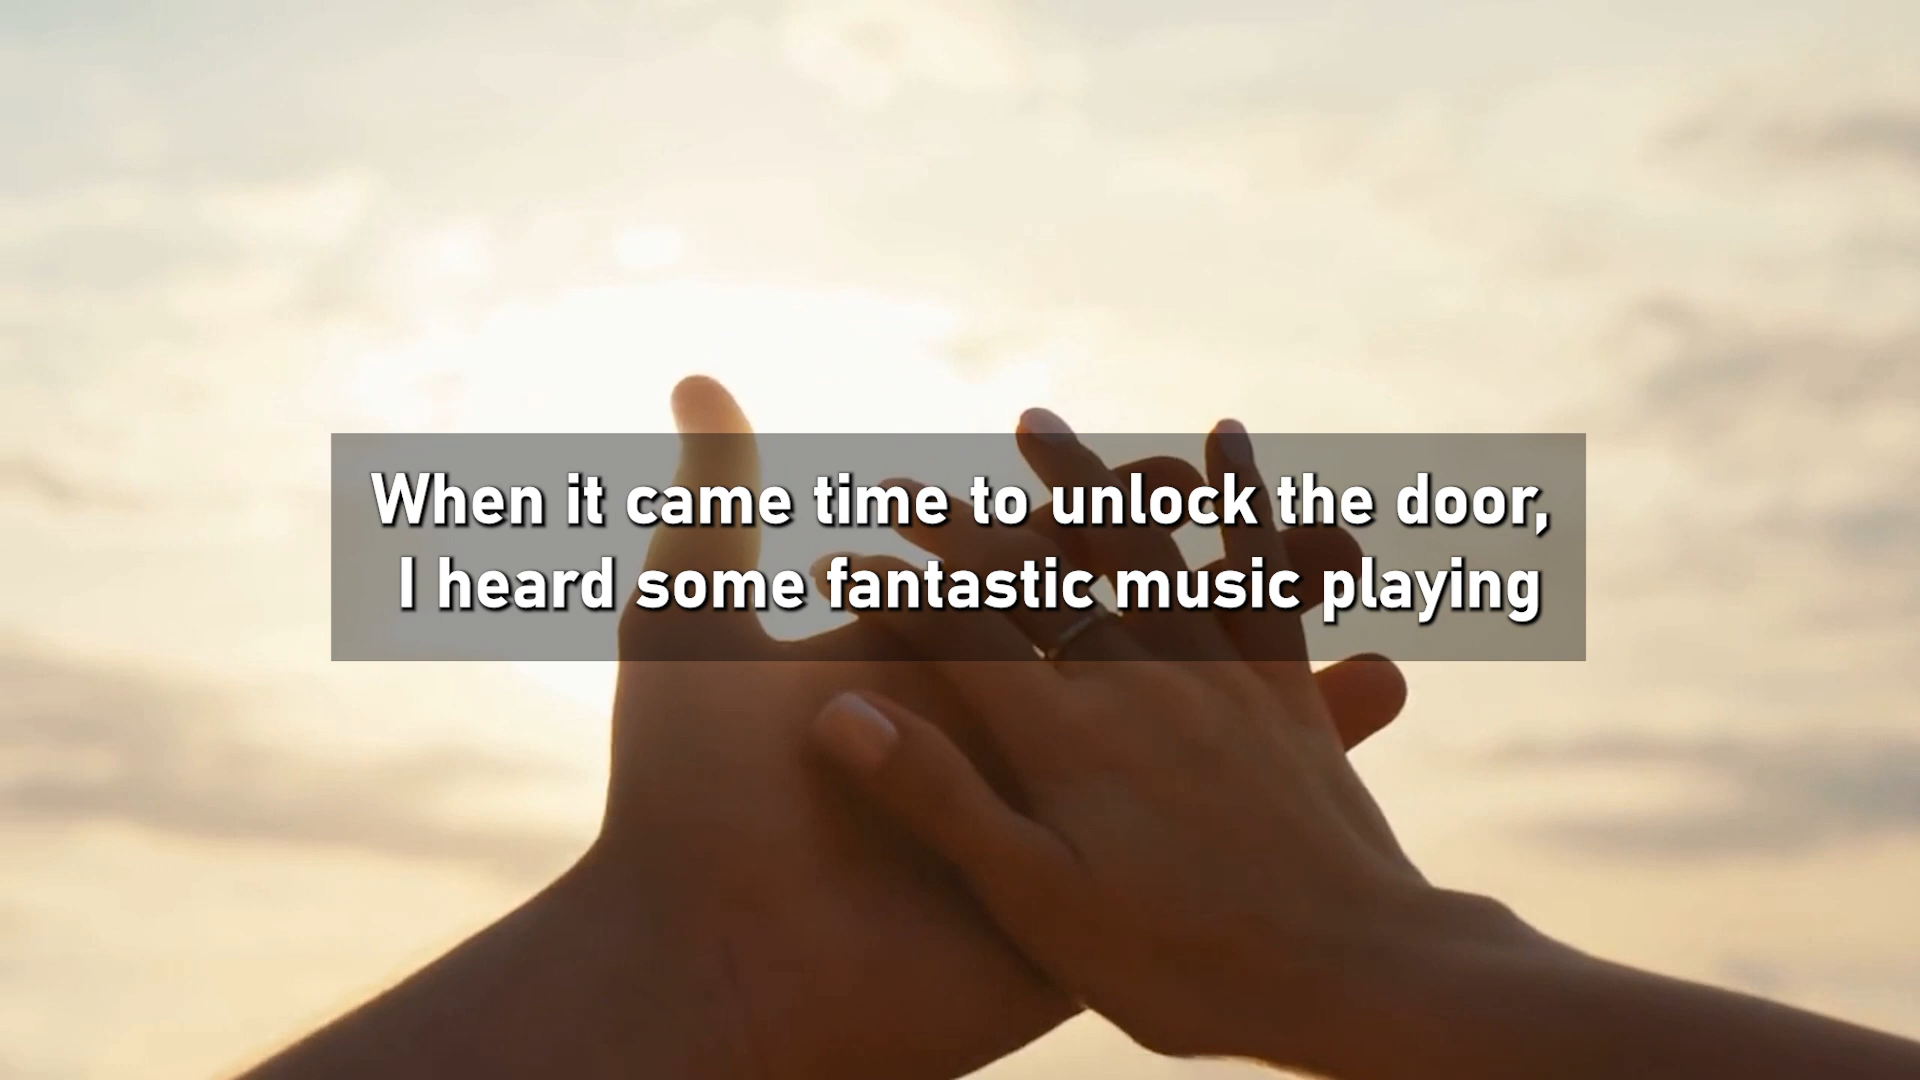 When it came time to unlock the door,
I heard some fantastic music playing